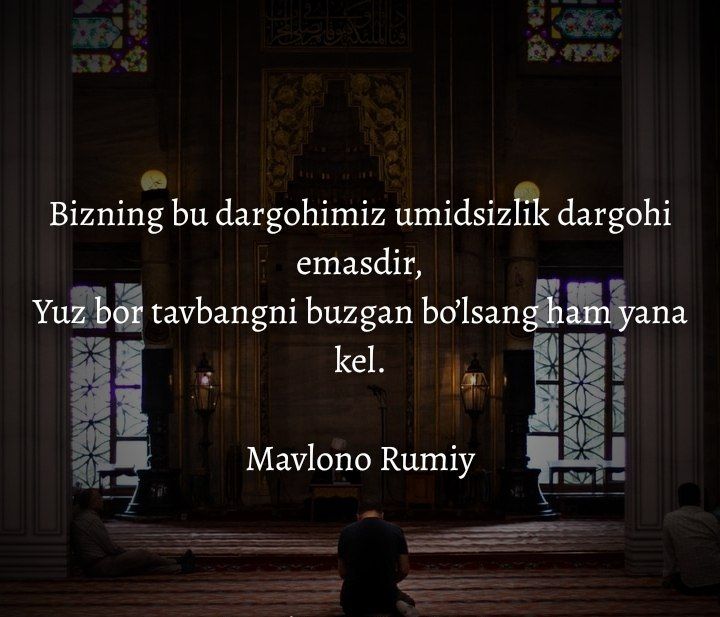 Bizning bu dargohimiz umidsizlik dargohi
emasdir,
Yuz bor tavbangni buzgan bo’lsang ham yana
kel.
Mavlono Rumiy